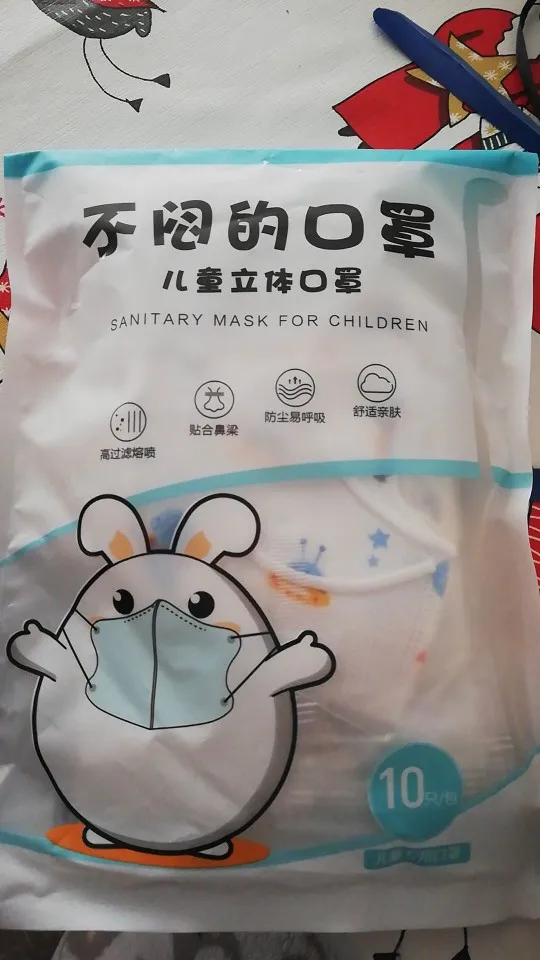 不闷的口罩
儿童立体口罩
SANITARY MASK FOR CHILDREN
高过滤熔喷
贴合鼻梁
防尘易呼吸
舒适亲肤
10只/包